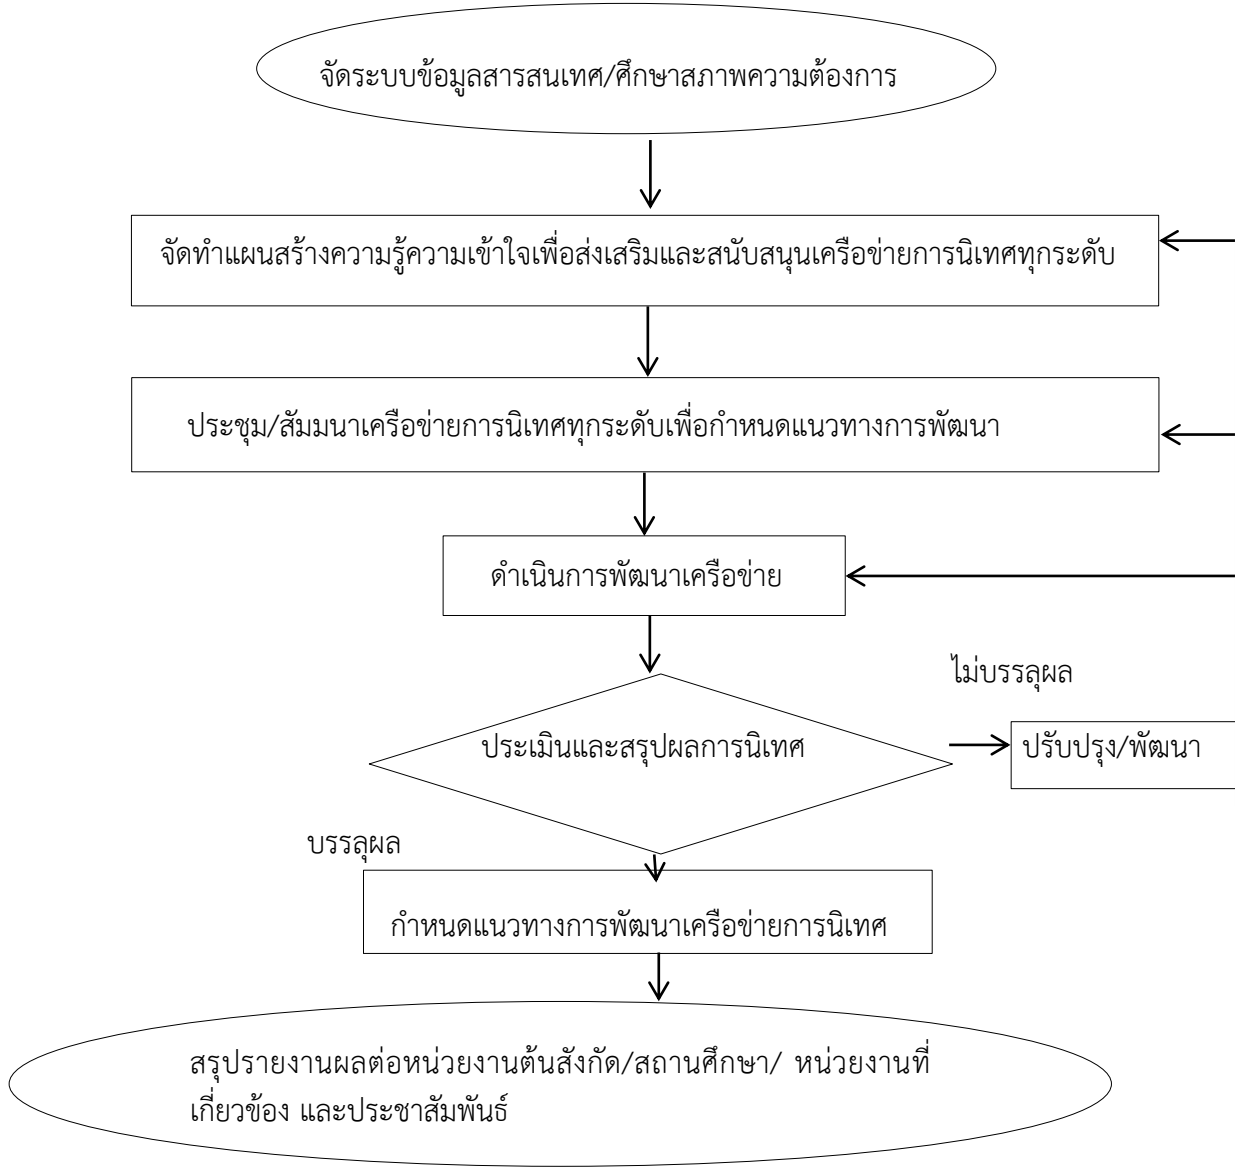 จัดระบบข้อมูลสารสนเทศ/ศึกษาสภาพความต้องการ
จัดทำแผนสร้างความรู้ความเข้าใจเพื่อส่งเสริมและสนับสนุนเครือข่ายการนิเทศทุกระดับ
ประชุม/สัมมนาเครือข่ายการนิเทศทุกระดับเพื่อกำหนดแนวทางการพัฒนา
ดำเนินการพัฒนาเครือข่าย
ไม่บรรลุผล
ประเมินและสรุปผลการนิเทศ
ปรับปรุง/พัฒนา
บรรลุผล
กำหนดแนวทางการพัฒนาเครือข่ายการนิเทศ
สรุปรายงานผลต่อหน่วยงานต้นสังกัด/สถานศึกษา/ หน่วยงานที่
เกี่ยวข้อง และประชาสัมพันธ์